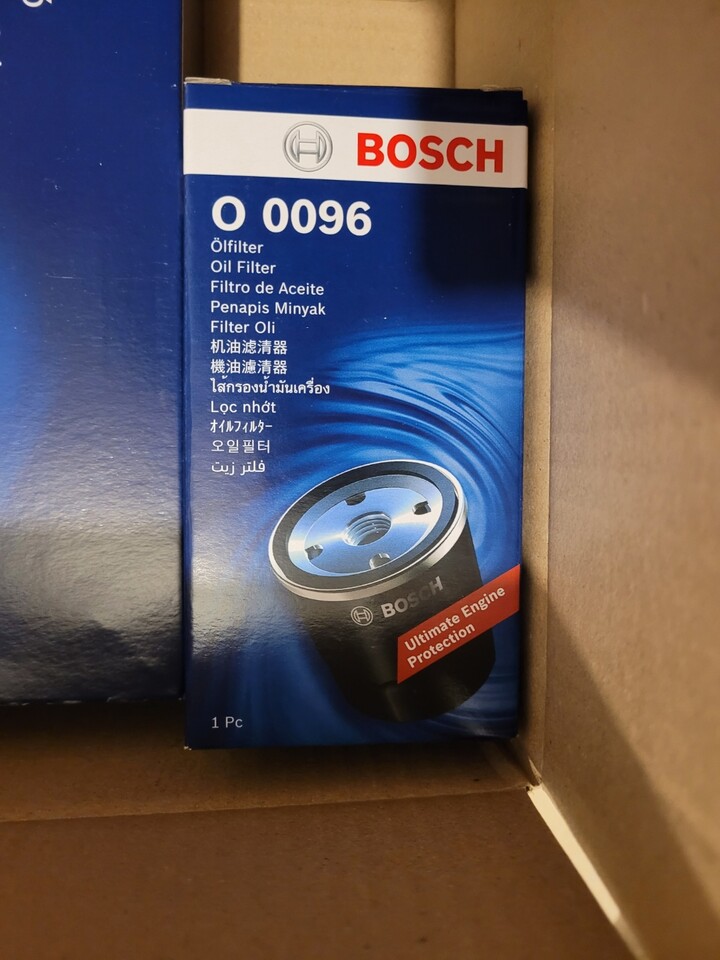 BOSCH
O 0096
Ölfilter
Oil Filter
Filtro de Aceite
Penapis Minyak
Filter Oli
机油滤清器
機油濾清器
ไส้กรองน้ำมันเครื่อง
Lọc nhớt
ｵｲﾙﾌｨﾙﾀｰ
오일필터
فلتر زيت
BOSCH
Ultimate Engine
Protection
1 Pc